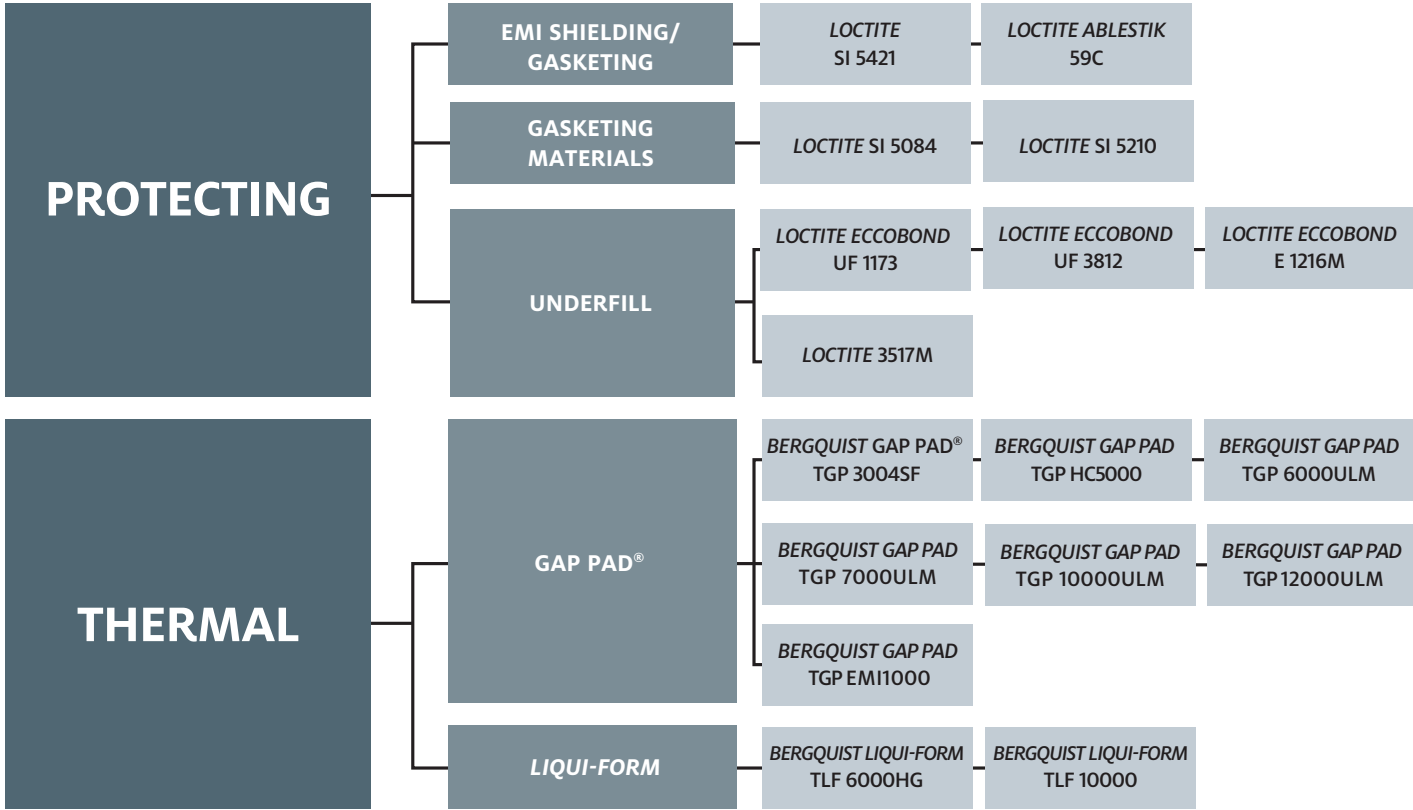 PROTECTING
EMI SHIELDING/
GASKETING
LOCTITE
SI 5421
LOCTITE ABLESTIK
59C
GASKETING
MATERIALS
LOCTITE SI 5084
LOCTITE SI 5210
UNDERFILL
LOCTITE ECCOBOND
UF 1173
LOCTITE ECCOBOND
UF 3812
LOCTITE ECCOBOND
E 1216M
LOCTITE 3517M
THERMAL
GAP PAD®
BERGQUIST GAP PAD®
TGP 3004SF
BERGQUIST GAP PAD
TGP HC5000
BERGQUIST GAP PAD
TGP 6000ULM
BERGQUIST GAP PAD
TGP 7000ULM
BERGQUIST GAP PAD
TGP 10000ULM
BERGQUIST GAP PAD
TGP 12000ULM
BERGQUIST GAP PAD
TGP EMI1000
LIQUI-FORM
BERGQUIST LIQUI-FORM
TLF 6000HG
BERGQUIST LIQUI-FORM
TLF 10000